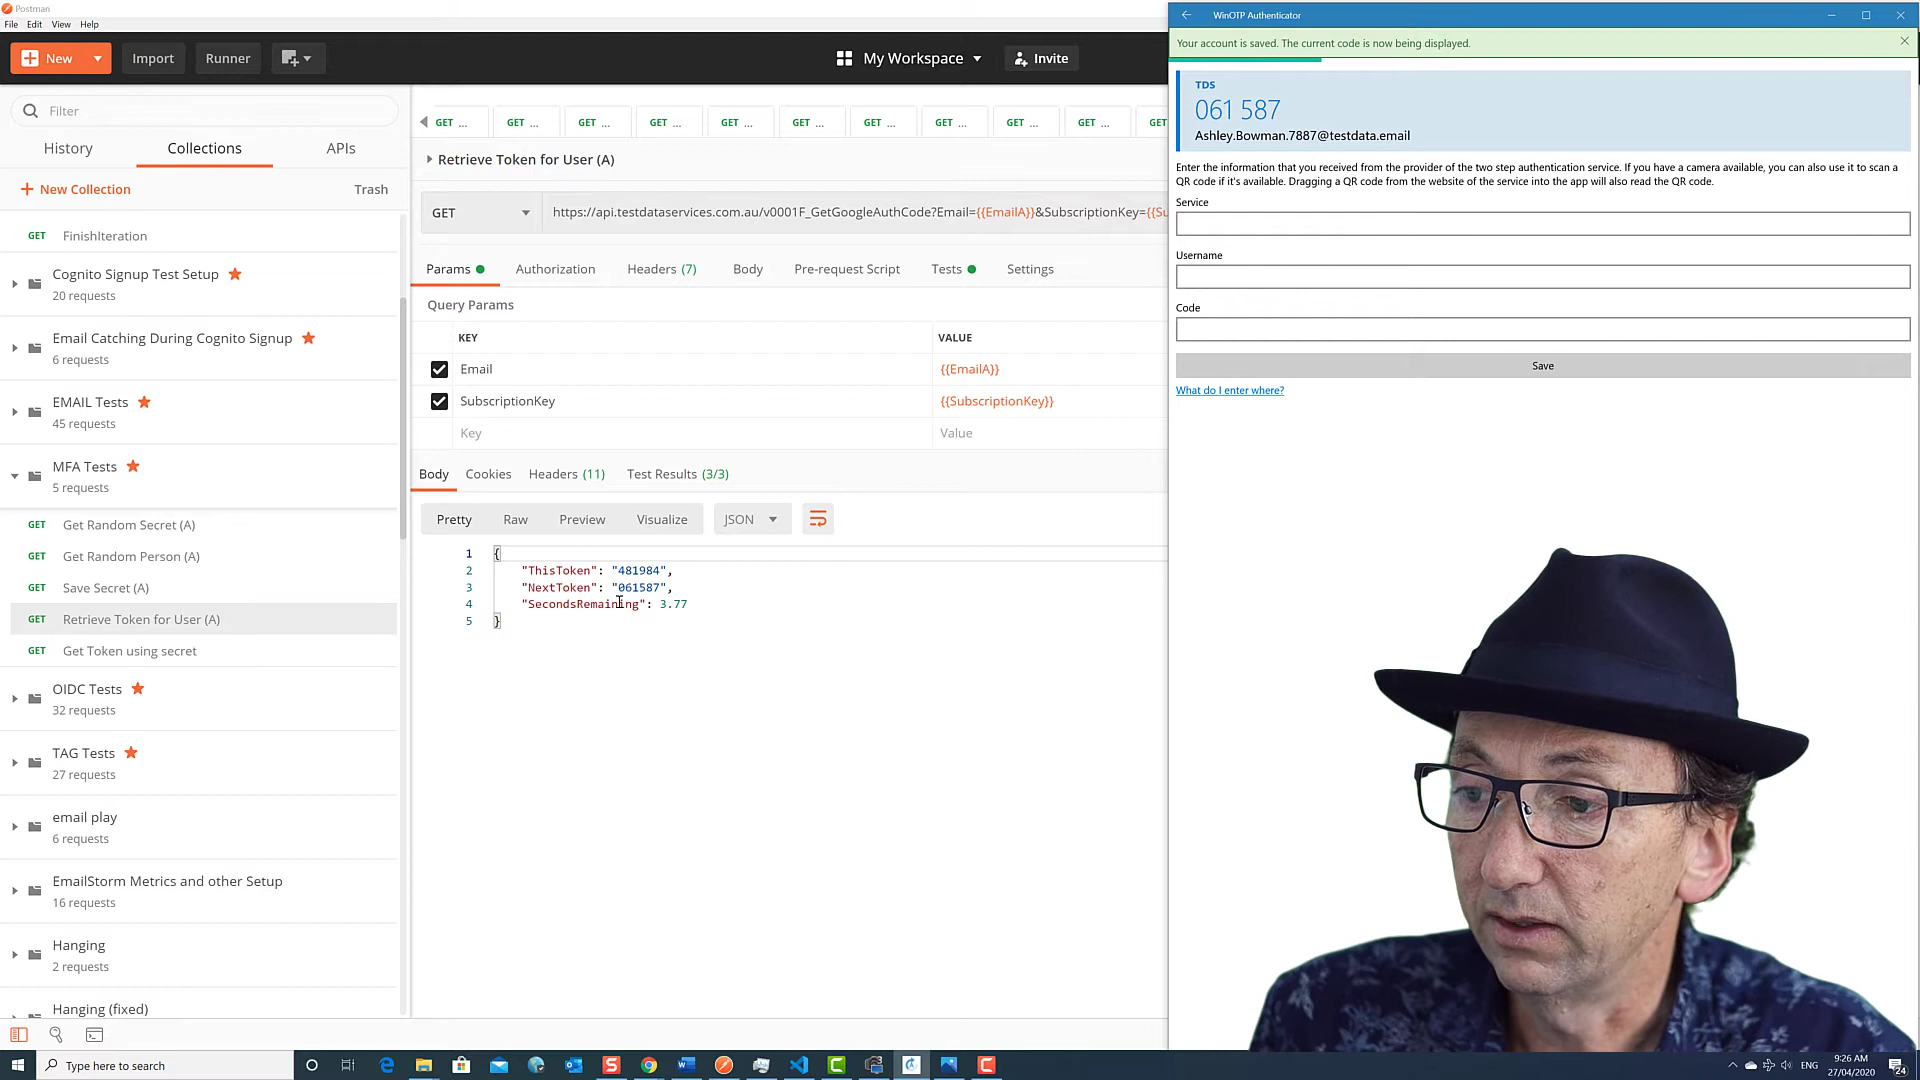 Postman
File Edit View Help
New
Import
Runner
My Workspace
Invite
Filter
History
Collections
APIs
+ New Collection
Trash
GET FinishIteration
Cognito Signup Test Setup
20 requests
Email Catching During Cognito Signup
6 requests
EMAIL Tests
45 requests
MFA Tests
5 requests
GET Get Random Secret (A)
GET Get Random Person (A)
GET Save Secret (A)
GET Retrieve Token for User (A)
GET Get Token using secret
OIDC Tests
32 requests
TAG Tests
27 requests
email play
6 requests
EmailStorm Metrics and other Setup
16 requests
Hanging
2 requests
Hanging (fixed)
GET ... GET ... GET ... GET ... GET ... GET ... GET ... GET ... GET ... GET ... GET
Retrieve Token for User (A)
GET
https://api.testdataservices.com.au/v0001F_GetGoogleAuthCode?Email={{EmailA}}&SubscriptionKey={{Su
Params
Authorization
Headers (7)
Body
Pre-request Script
Tests
Settings
Query Params
KEY VALUE
Email {{EmailA}}
SubscriptionKey {{SubscriptionKey}}
Key Value
Body
Cookies
Headers (11)
Test Results (3/3)
Pretty
Raw
Preview
Visualize
JSON
1 {
2 "ThisToken": "481984",
3 "NextToken": "061587",
4 "SecondsRemaining": 3.77
5 }
WinOTP Authenticator
Your account is saved. The current code is now being displayed.
TDS
061 587
Ashley.Bowman.7887@testdata.email
Enter the information that you received from the provider of the two step authentication service. If you have a camera available, you can also use it to scan a
QR code if it's available. Dragging a QR code from the website of the service into the app will also read the QR code.
Service
Username
Code
Save
What do I enter where?
Type here to search
ENG
9:26 AM
27/04/2020
24